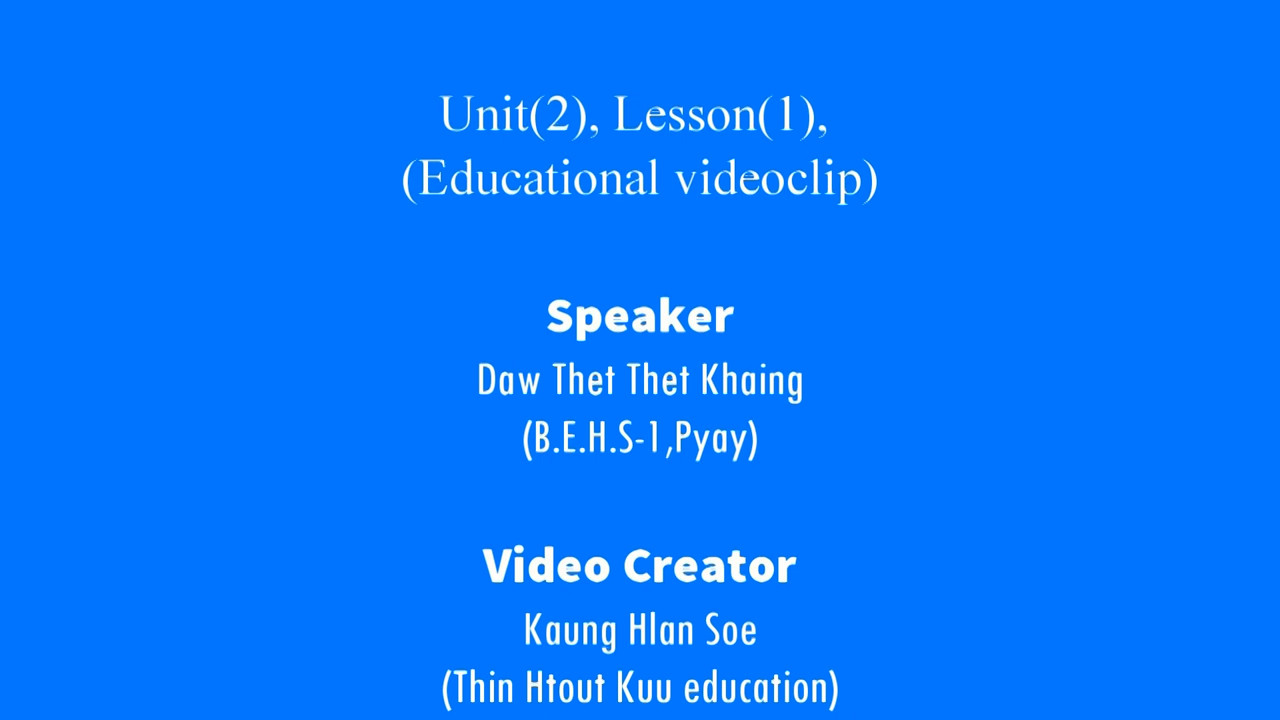 Unit(2), Lesson(1),
(Educational videoclip)
Speaker
Daw Thet Thet Khaing
(B.E.H.S-1,Pyay)
Video Creator
Kaung Hlan Soe
(Thin Htout Kuu education)